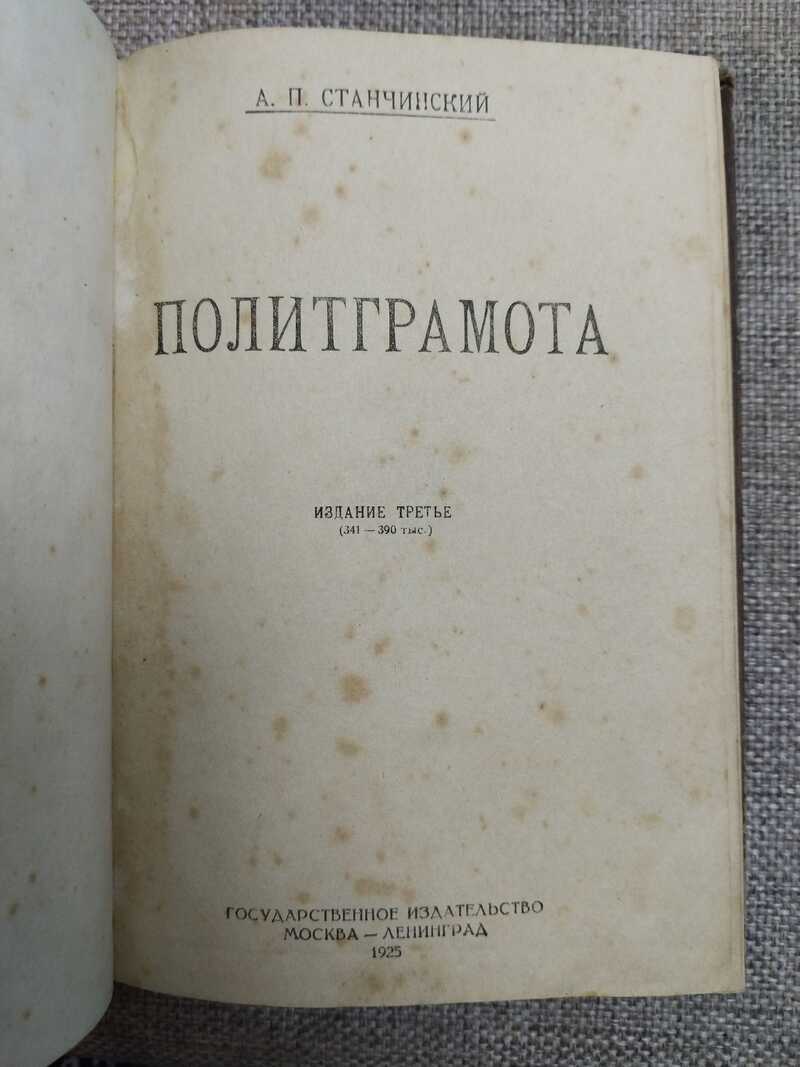 А. П. СТАНЧИНСКИЙ
ПОЛИТГРАМОТА
ИЗДАНИЕ ТРЕТЬЕ
(341 — 390 тыс.)
ГОСУДАРСТВЕННОЕ ИЗДАТЕЛЬСТВО
МОСКВА — ЛЕНИНГРАД
1925